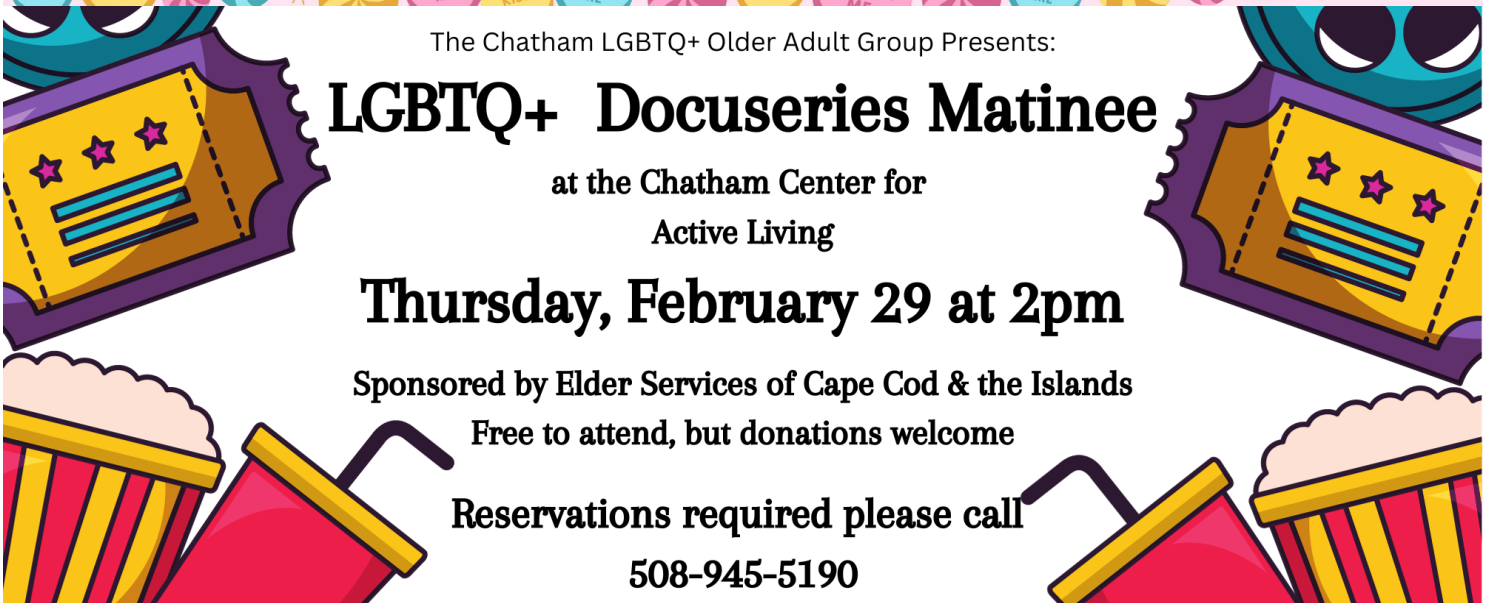 The Chatham LGBTQ+ Older Adult Group Presents:
LGBTQ+ Docuseries Matinee
at the Chatham Center for
Active Living
Thursday, February 29 at 2pm
Sponsored by Elder Services of Cape Cod & the Islands
Free to attend, but donations welcome
Reservations required please call
508-945-5190